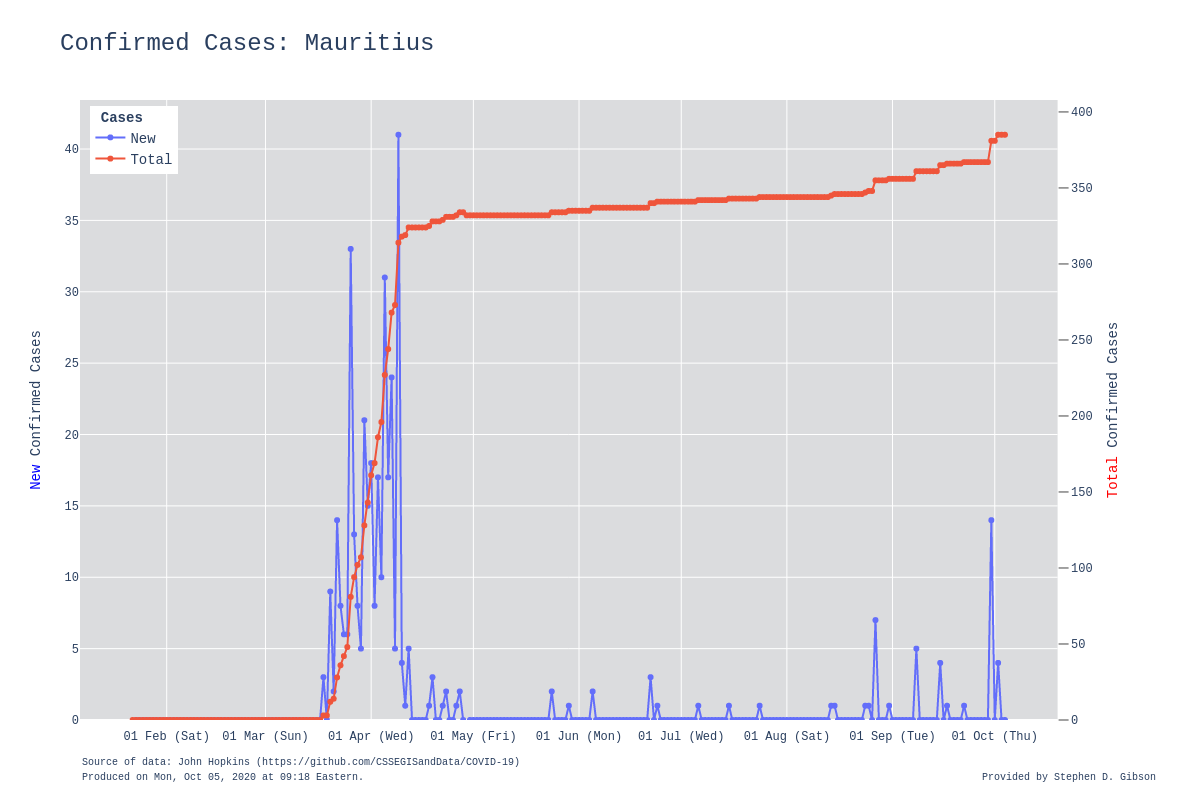 Confirmed Cases: Mauritius
Cases
New
Total
40
35
30
25
20
15
10
5
0
400
350
300
250
200
150
100
50
0
New Confirmed Cases
Total Confirmed Cases
01 Feb (Sat) 01 Mar (Sun) 01 Apr (Wed) 01 May (Fri) 01 Jun (Mon) 01 Jul (Wed) 01 Aug (Sat) 01 Sep (Tue) 01 Oct (Thu)
Source of data: John Hopkins (https://github.com/CSSEGISandData/COVID-19)
Produced on Mon, Oct 05, 2020 at 09:18 Eastern.
Provided by Stephen D. Gibson